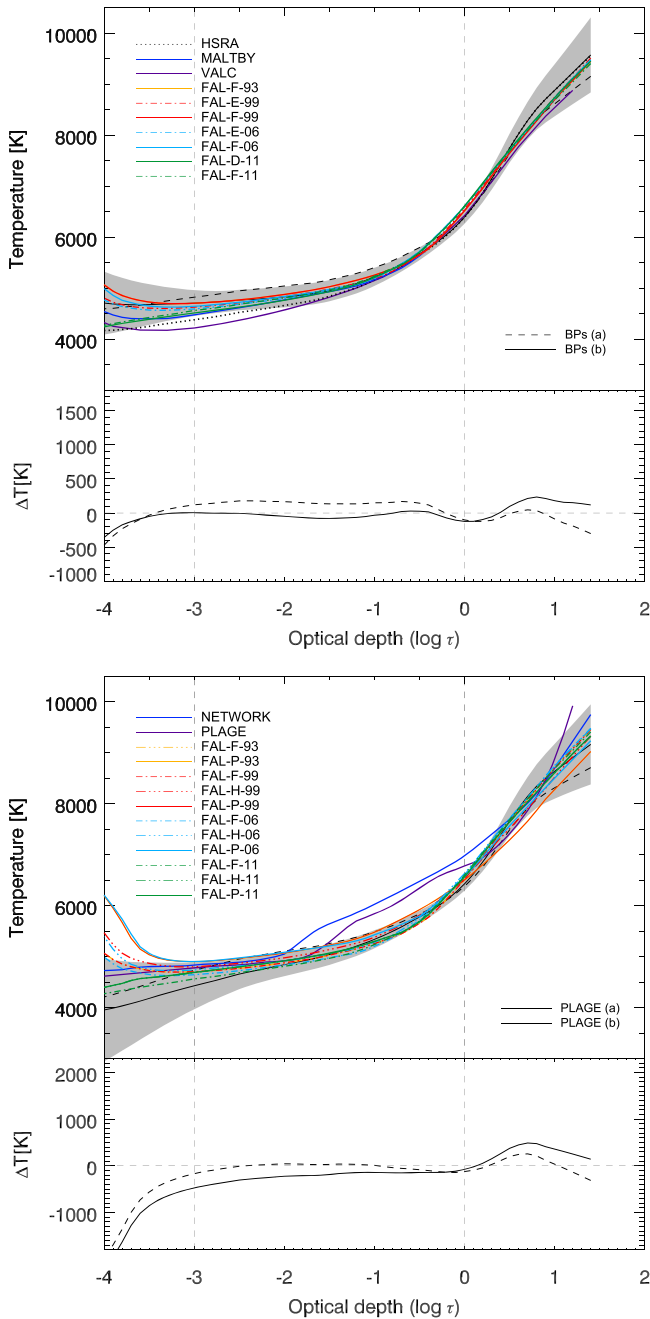 10000
8000
6000
4000
Temperature [K]
HSRA
MALTBY
VALC
FAL-F-93
FAL-E-99
FAL-F-99
FAL-E-06
FAL-F-06
FAL-D-11
FAL-F-11
BPs (a)
BPs (b)
1500
1000
500
0
-500
-1000
ΔT[K]
-4 -3 -2 -1 0 1 2
Optical depth (log τ)
10000
8000
6000
4000
Temperature [K]
NETWORK
PLAGE
FAL-F-93
FAL-P-93
FAL-F-99
FAL-H-99
FAL-P-99
FAL-F-06
FAL-H-06
FAL-P-06
FAL-F-11
FAL-H-11
FAL-P-11
PLAGE (a)
PLAGE (b)
2000
1000
0
-1000
ΔT[K]
-4 -3 -2 -1 0 1 2
Optical depth (log τ)